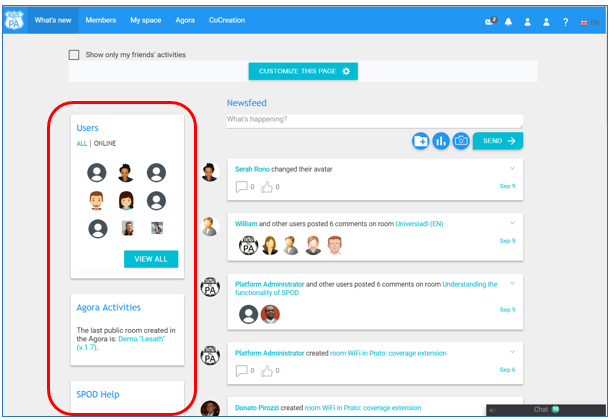 PA
What's new Members My space Agora CoCreation 2 ? EN
Show only my friends' activities
CUSTOMIZE THIS PAGE
Users
ALL | ONLINE
VIEW ALL
Agora Activities
The last public room created in
the Agora is: Demo "Lesath"
(v.1.7).
SPOD Help
Newsfeed
What's happening?
SEND
Serah Rono changed their avatar
0 0 Sep 9
William and other users posted 6 comments on room Universiadi (EN)
PA Sep 9
PA
Platform Administrator and other users posted 6 comments on room Understanding the
functionality of SPOD
Sep 9
PA
Platform Administrator created room WiFi in Prato: coverage extension
0 0 Sep 6
Donato Pirozzi created room WiFi in Prato: coverage extension
Chat